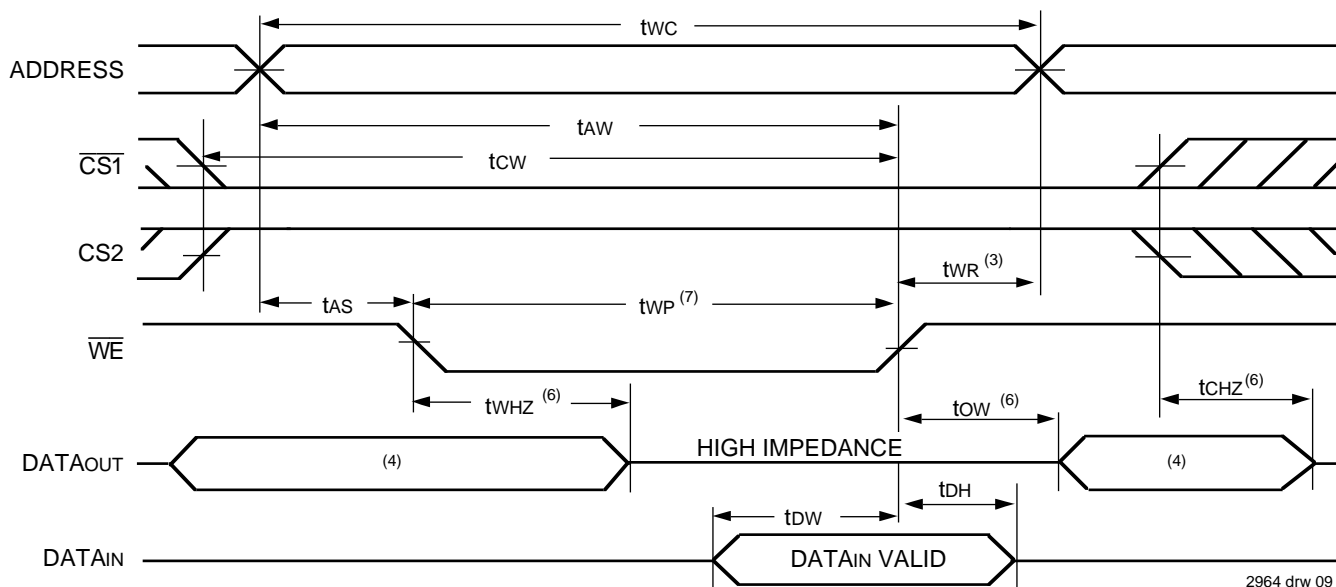 tWC
ADDRESS
tAW
CS1
tCW
CS2
tWR (3)
tAS
tWP (7)
WE
tWHZ (6)
tOW (6)
tCHZ(6)
DATAOUT
(4)
HIGH IMPEDANCE
(4)
tDW
tDH
DATAIN
DATAIN VALID
2964 drw 09